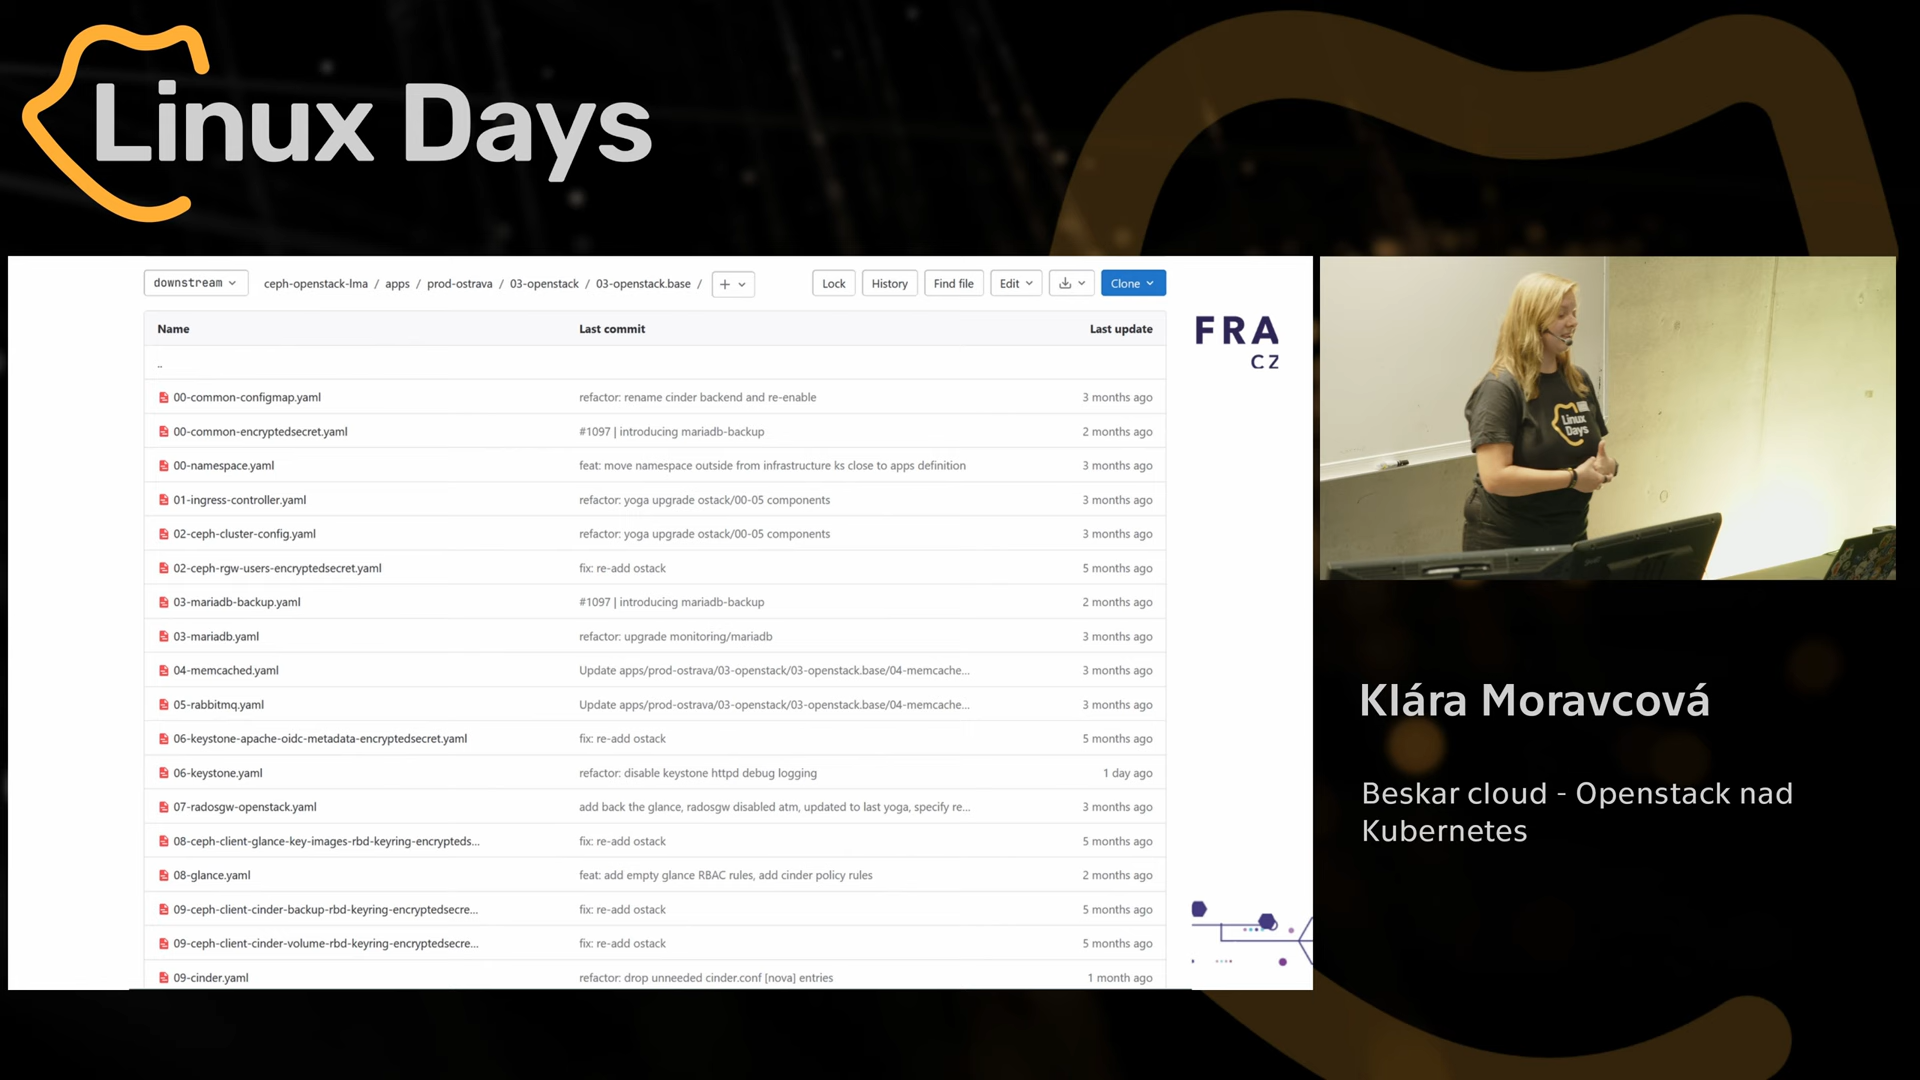 Linux Days
downstream
ceph-openstack-lma / apps / prod-ostrava / 03-openstack / 03-openstack.base /
Lock
History
Find file
Edit
Clone
Name Last commit Last update
..
00-common-configmap.yaml refactor: rename cinder backend and re-enable 3 months ago
00-common-encryptedsecret.yaml #1097 | introducing mariadb-backup 2 months ago
00-namespace.yaml feat: move namespace outside from infrastructure ks close to apps definition 3 months ago
01-ingress-controller.yaml refactor: yoga upgrade ostack/00-05 components 3 months ago
02-ceph-cluster-config.yaml refactor: yoga upgrade ostack/00-05 components 3 months ago
02-ceph-rgw-users-encryptedsecret.yaml fix: re-add ostack 5 months ago
03-mariadb-backup.yaml #1097 | introducing mariadb-backup 2 months ago
03-mariadb.yaml refactor: upgrade monitoring/mariadb 3 months ago
04-memcached.yaml Update apps/prod-ostrava/03-openstack/03-openstack.base/04-memcache... 3 months ago
05-rabbitmq.yaml Update apps/prod-ostrava/03-openstack/03-openstack.base/04-memcache... 3 months ago
06-keystone-apache-oidc-metadata-encryptedsecret.yaml fix: re-add ostack 5 months ago
06-keystone.yaml refactor: disable keystone httpd debug logging 1 day ago
07-radosgw-openstack.yaml add back the glance, radosgw disabled atm, updated to last yoga, specify re... 3 months ago
08-ceph-client-glance-key-images-rbd-keyring-encrypteds... fix: re-add ostack 5 months ago
08-glance.yaml feat: add empty glance RBAC rules, add cinder policy rules 2 months ago
09-ceph-client-cinder-backup-rbd-keyring-encryptedsecre... fix: re-add ostack 5 months ago
09-ceph-client-cinder-volume-rbd-keyring-encryptedsecre... fix: re-add ostack 5 months ago
09-cinder.yaml refactor: drop unneeded cinder.conf [nova] entries 1 month ago
FRA
CZ
Linux
Days
Klára Moravcová
Beskar cloud - Openstack nad
Kubernetes